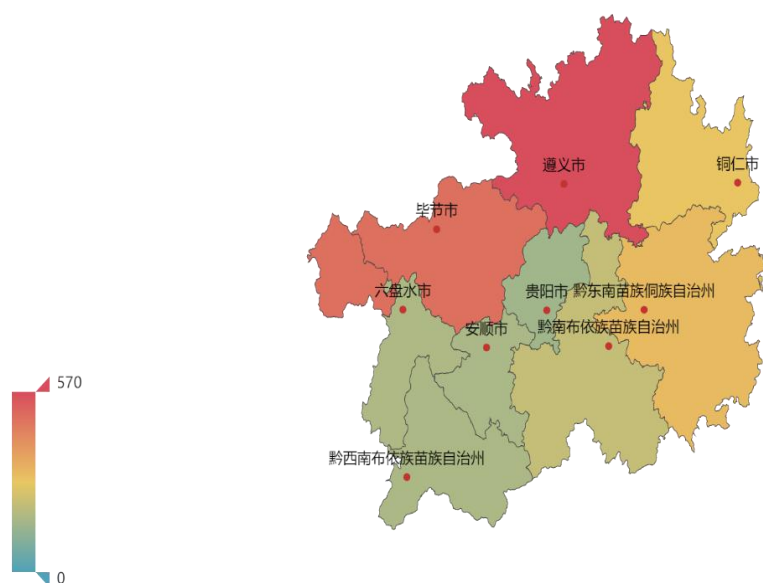 遵义市
铜仁市
毕节市
六盘水市
贵阳市
黔东南苗族侗族自治州
安顺市
黔南布依族苗族自治州
570
黔西南布依族苗族自治州
0